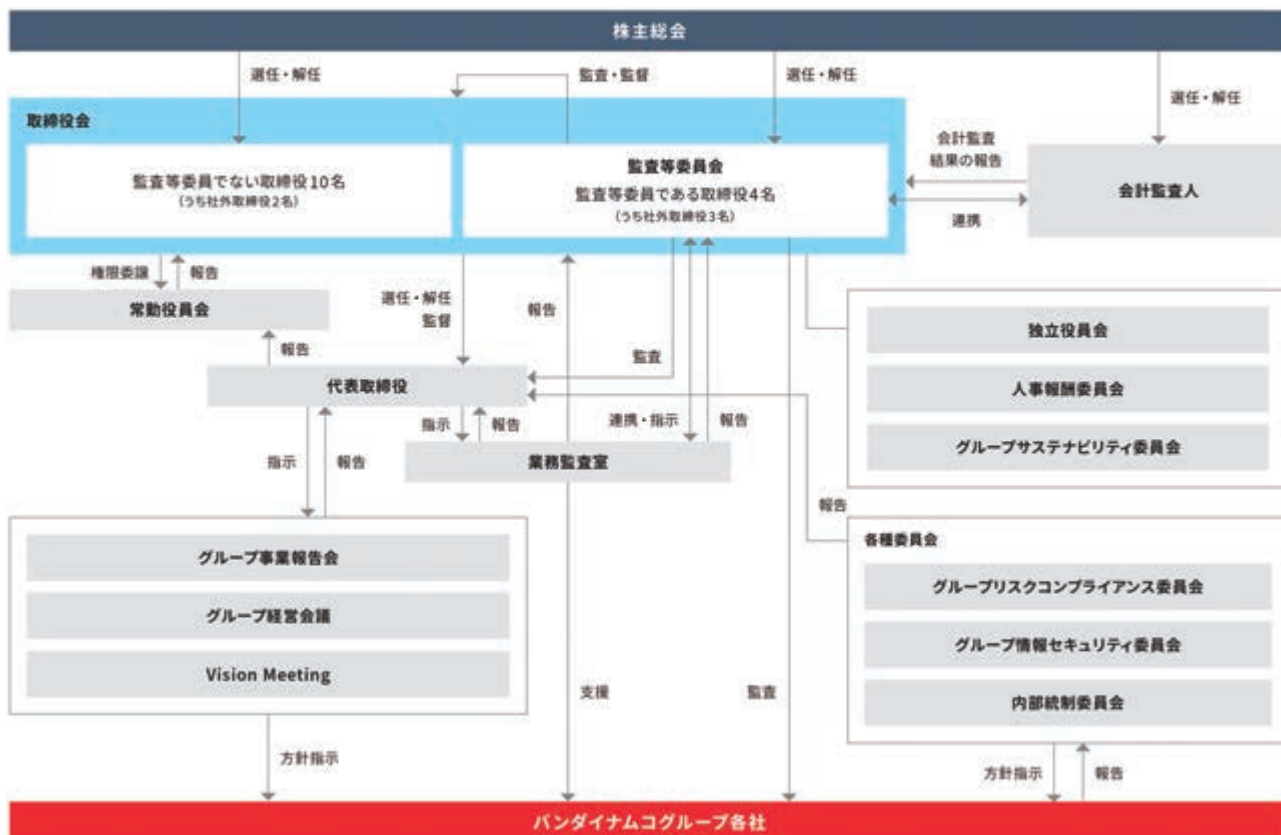 株主総会
選任・解任
監査・監督
選任・解任
選任・解任
取締役会
監査等委員でない取締役10名
(うち社外取締役2名)
監査等委員会
監査等委員である取締役4名
(うち社外取締役3名)
会計監査
結果の報告
連携
会計監査人
権限委譲
報告
常勤役員会
報告
選任・解任
監督
報告
監査
代表取締役
指示
報告
連携・指示
報告
業務監査室
指示
報告
独立役員会
人事報酬委員会
グループサステナビリティ委員会
報告
グループ事業報告会
グループ経営会議
Vision Meeting
各種委員会
グループリスクコンプライアンス委員会
グループ情報セキュリティ委員会
内部統制委員会
支援
監査
方針指示
方針指示
報告
バンダイナムコグループ各社